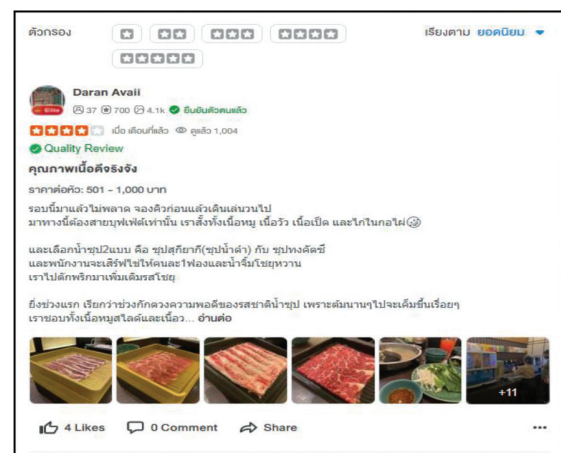 ตัวกรอง
เรียงตาม ยอดนิยม
Daran Avaii
Elite 37 700 4.1k ยืนยันตัวตนแล้ว
เมื่อ เดือนที่แล้ว ดูแล้ว 1,004
Quality Review
คุณภาพเนื้อดีจริงจัง
ราคาต่อหัว: 501 - 1,000 บาท
รอบนี้มาแล้วไม่พลาด จองคิวก่อนแล้วเดินเล่นวนไป
มาทางนี้ต้องสายบุฟเฟ่ต์เท่านั้น เราสั่งทั้งเนื้อหมู เนื้อวัว เนื้อเป็ด และไก่ในกอไผ่
และเลือกน้ำซุป2แบบ คือ ซุปสุกียากี้(ซุปน้ำดำ) กับ ซุปทงคัตซึ
และพนักงานจะเสิร์ฟไข่ให้คนละ1ฟองและน้ำจิ้มโชยุหวาน
เราไปตักพริกมาเพิ่มเติมรสโชยุ
ยิ่งช่วงแรก เรียกว่าช่วงกักตวงความพอดีของรสชาติน้ำซุป เพราะต้มนานๆไปจะเค็มขึ้นเรื่อยๆ
เราชอบทั้งเนื้อหมูสไลด์และเนื้อว... อ่านต่อ
+11
4 Likes 0 Comment Share